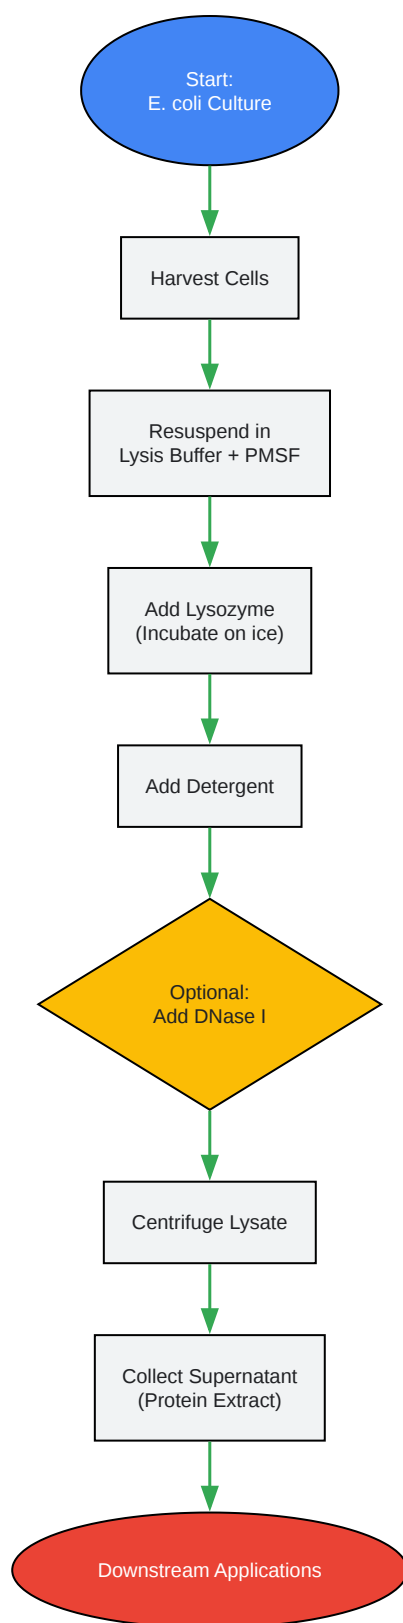 Start:
E. coli Culture
Harvest Cells
Resuspend in
Lysis Buffer + PMSF
Add Lysozyme
(Incubate on ice)
Add Detergent
Optional:
Add DNase I
Centrifuge Lysate
Collect Supernatant
(Protein Extract)
Downstream Applications